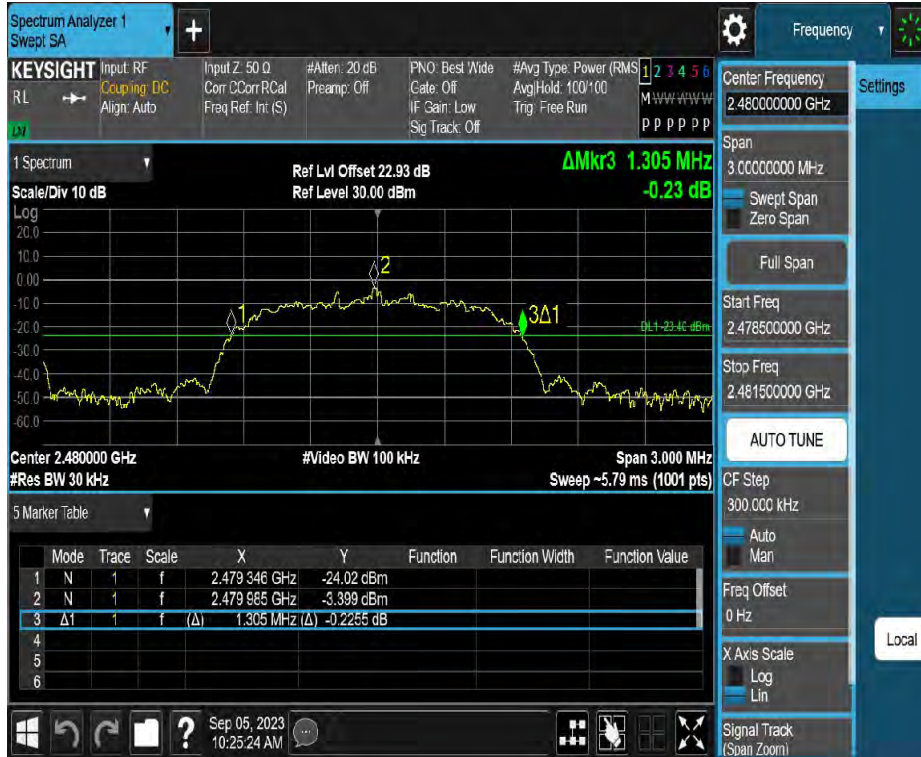 Spectrum Analyzer 1
Swept SA
+
Frequency
KEYSIGHT
RL
Input: RF
Coupling: DC
Align: Auto
Input Z: 50 Ω
Corr CCorr RCal
Freq Ref: Int (S)
#Atten: 20 dB
Preamp: Off
PNO: Best Wide
Gate: Off
IF Gain: Low
Sig Track: Off
#Avg Type: Power (RMS
Avg|Hold: 100/100
Trig: Free Run
1 2 3 4 5 6
M W W W W W
P P P P P P
1 Spectrum
Scale/Div 10 dB
Ref Lvl Offset 22.93 dB
Ref Level 30.00 dBm
ΔMkr3 1.305 MHz
-0.23 dB
Log
20.0
10.0
0.00
-10.0
-20.0
-30.0
-40.0
-50.0
-60.0
1
2
3Δ1
DL1 -23.40 dBm
Center 2.480000 GHz
#Res BW 30 kHz
#Video BW 100 kHz
Span 3.000 MHz
Sweep ~5.79 ms (1001 pts)
5 Marker Table
Mode Trace Scale X Y Function Function Width Function Value
1 N 1 f 2.479 346 GHz -24.02 dBm
2 N 1 f 2.479 985 GHz -3.399 dBm
3 Δ1 1 f (Δ) 1.305 MHz (Δ) -0.2255 dB
4
5
6
?
Sep 05, 2023
10:25:24 AM
Center Frequency
2.480000000 GHz
Span
3.00000000 MHz
Swept Span
Zero Span
Full Span
Start Freq
2.478500000 GHz
Stop Freq
2.481500000 GHz
AUTO TUNE
CF Step
300.000 kHz
Auto
Man
Freq Offset
0 Hz
X Axis Scale
Log
Lin
Signal Track
(Span Zoom)
Settings
Local